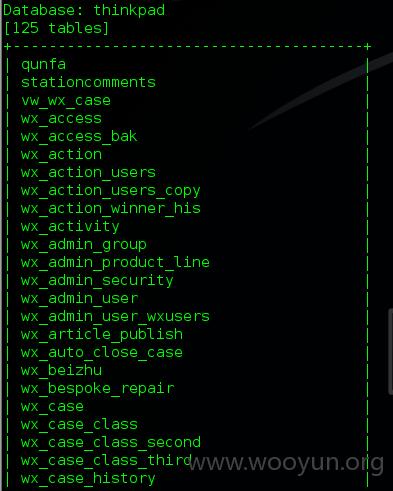 Database: thinkpad
[125 tables]
+---------------------------------------+
| qunfa |
| stationcomments |
| vw_wx_case |
| wx_access |
| wx_access_bak |
| wx_action |
| wx_action_users |
| wx_action_users_copy |
| wx_action_winner_his |
| wx_activity |
| wx_admin_group |
| wx_admin_product_line |
| wx_admin_security |
| wx_admin_user |
| wx_admin_user_wxusers |
| wx_article_publish |
| wx_auto_close_case |
| wx_beizhu |
| wx_bespoke_repair |
| wx_case |
| wx_case_class |
| wx_case_class_second |
| wx_case_class_third |
| wx_case_history |
www.wooyun.org